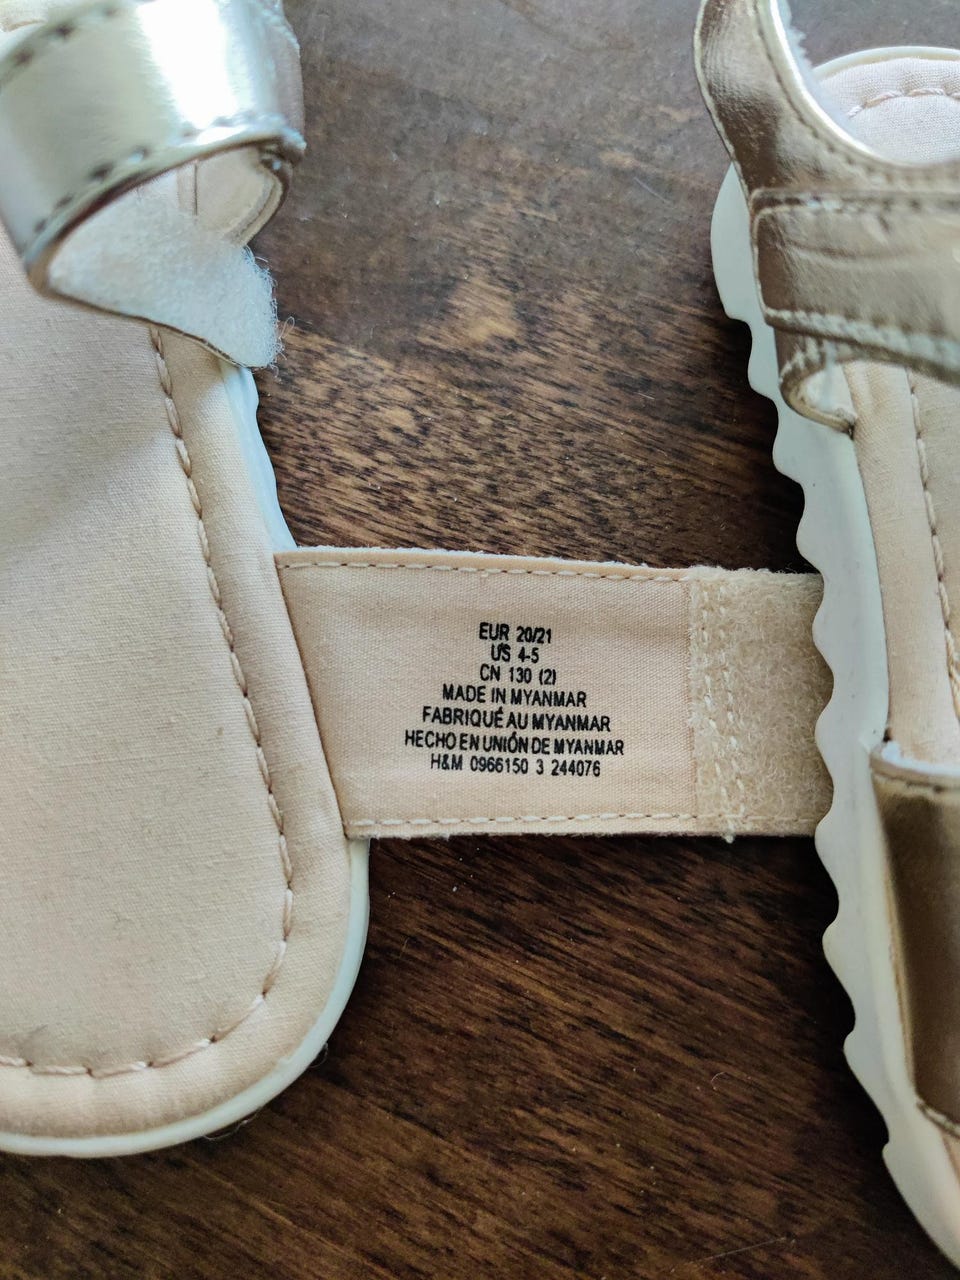 EUR 20/21
US 4-5
CN 130 (2)
MADE IN MYANMAR
FABRIQUÉ AU MYANMAR
HECHO EN UNIÓN DE MYANMAR
H&M 0966150 3 244076